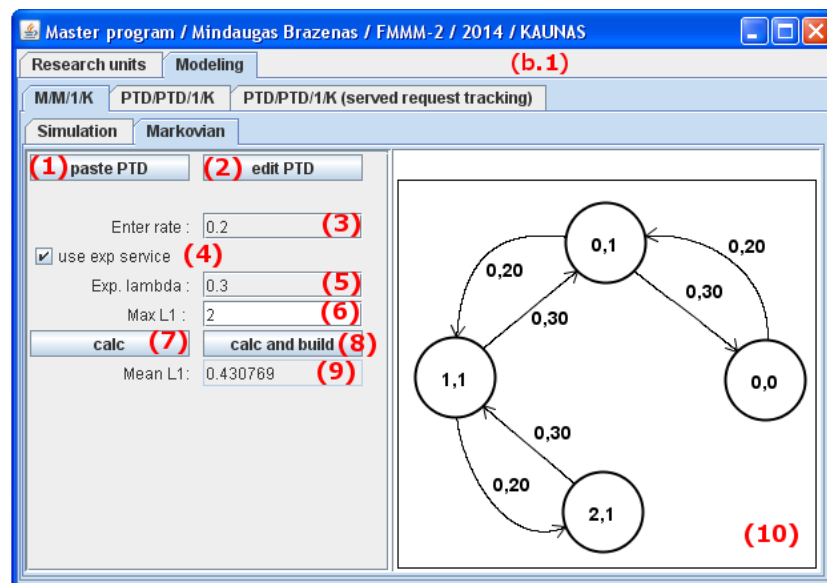 Master program / Mindaugas Brazenas / FMMM-2 / 2014 / KAUNAS
Research units Modeling (b.1)
M/M/1/K PTD/PTD/1/K PTD/PTD/1/K (served request tracking)
Simulation Markovian
(1) paste PTD (2) edit PTD
Enter rate : 0.2 (3)
use exp service (4)
Exp. lambda : 0.3 (5)
Max L1 : 2 (6)
calc (7) calc and build (8)
Mean L1: 0.430769 (9)
0,1
0,20
0,20
0,30
0,30
1,1
0,0
0,30
0,20
2,1
(10)